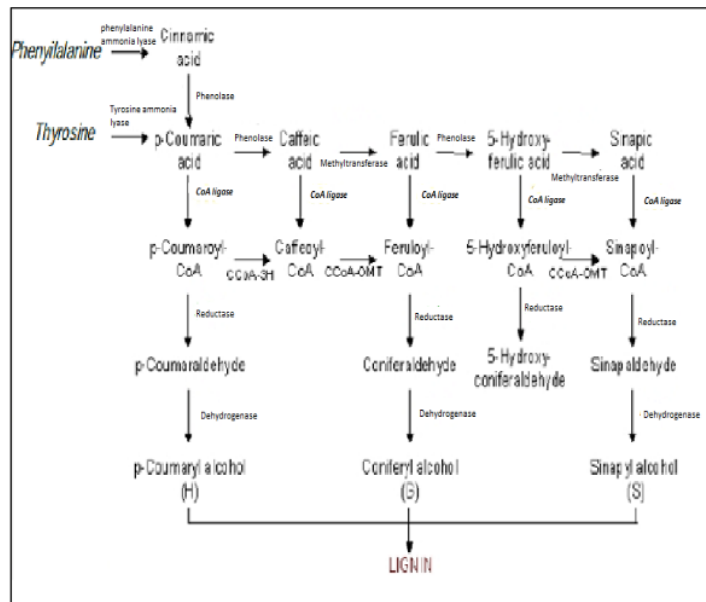 phenylalanine
ammonia lyase
Phenyilalanine
Cinnamic
acid
Phenolase
Tyrosine ammonia
lyase
Thyrosine
p-Coumaric
acid
Phenolase
Caffeic
acid
Methyltransferase
Ferulic
acid
Phenolase
5-Hydroxy-
ferulic acid
Methyltransferase
Sinapic
acid
CoA ligase
CoA ligase
CoA ligase
CoA ligase
CoA ligase
p-Coumaroyl-
CoA
CCoA-3H
Caffeoyl-
CoA
CCoA-OMT
Feruloyl-
CoA
5-Hydroxyferuloyl-
CoA
CCoA-OMT
Sinapoyl-
CoA
Reductase
Reductase
Reductase
Reductase
p-Coumaraldehyde
Coniferaldehyde
5-Hydroxy-
coniferaldehyde
Sinapaldehyde
Dehydrogenase
Dehydrogenase
Dehydrogenase
p-Coumaryl alcohol
(H)
Coniferyl alcohol
(G)
Sinapyl alcohol
(S)
LIGNIN